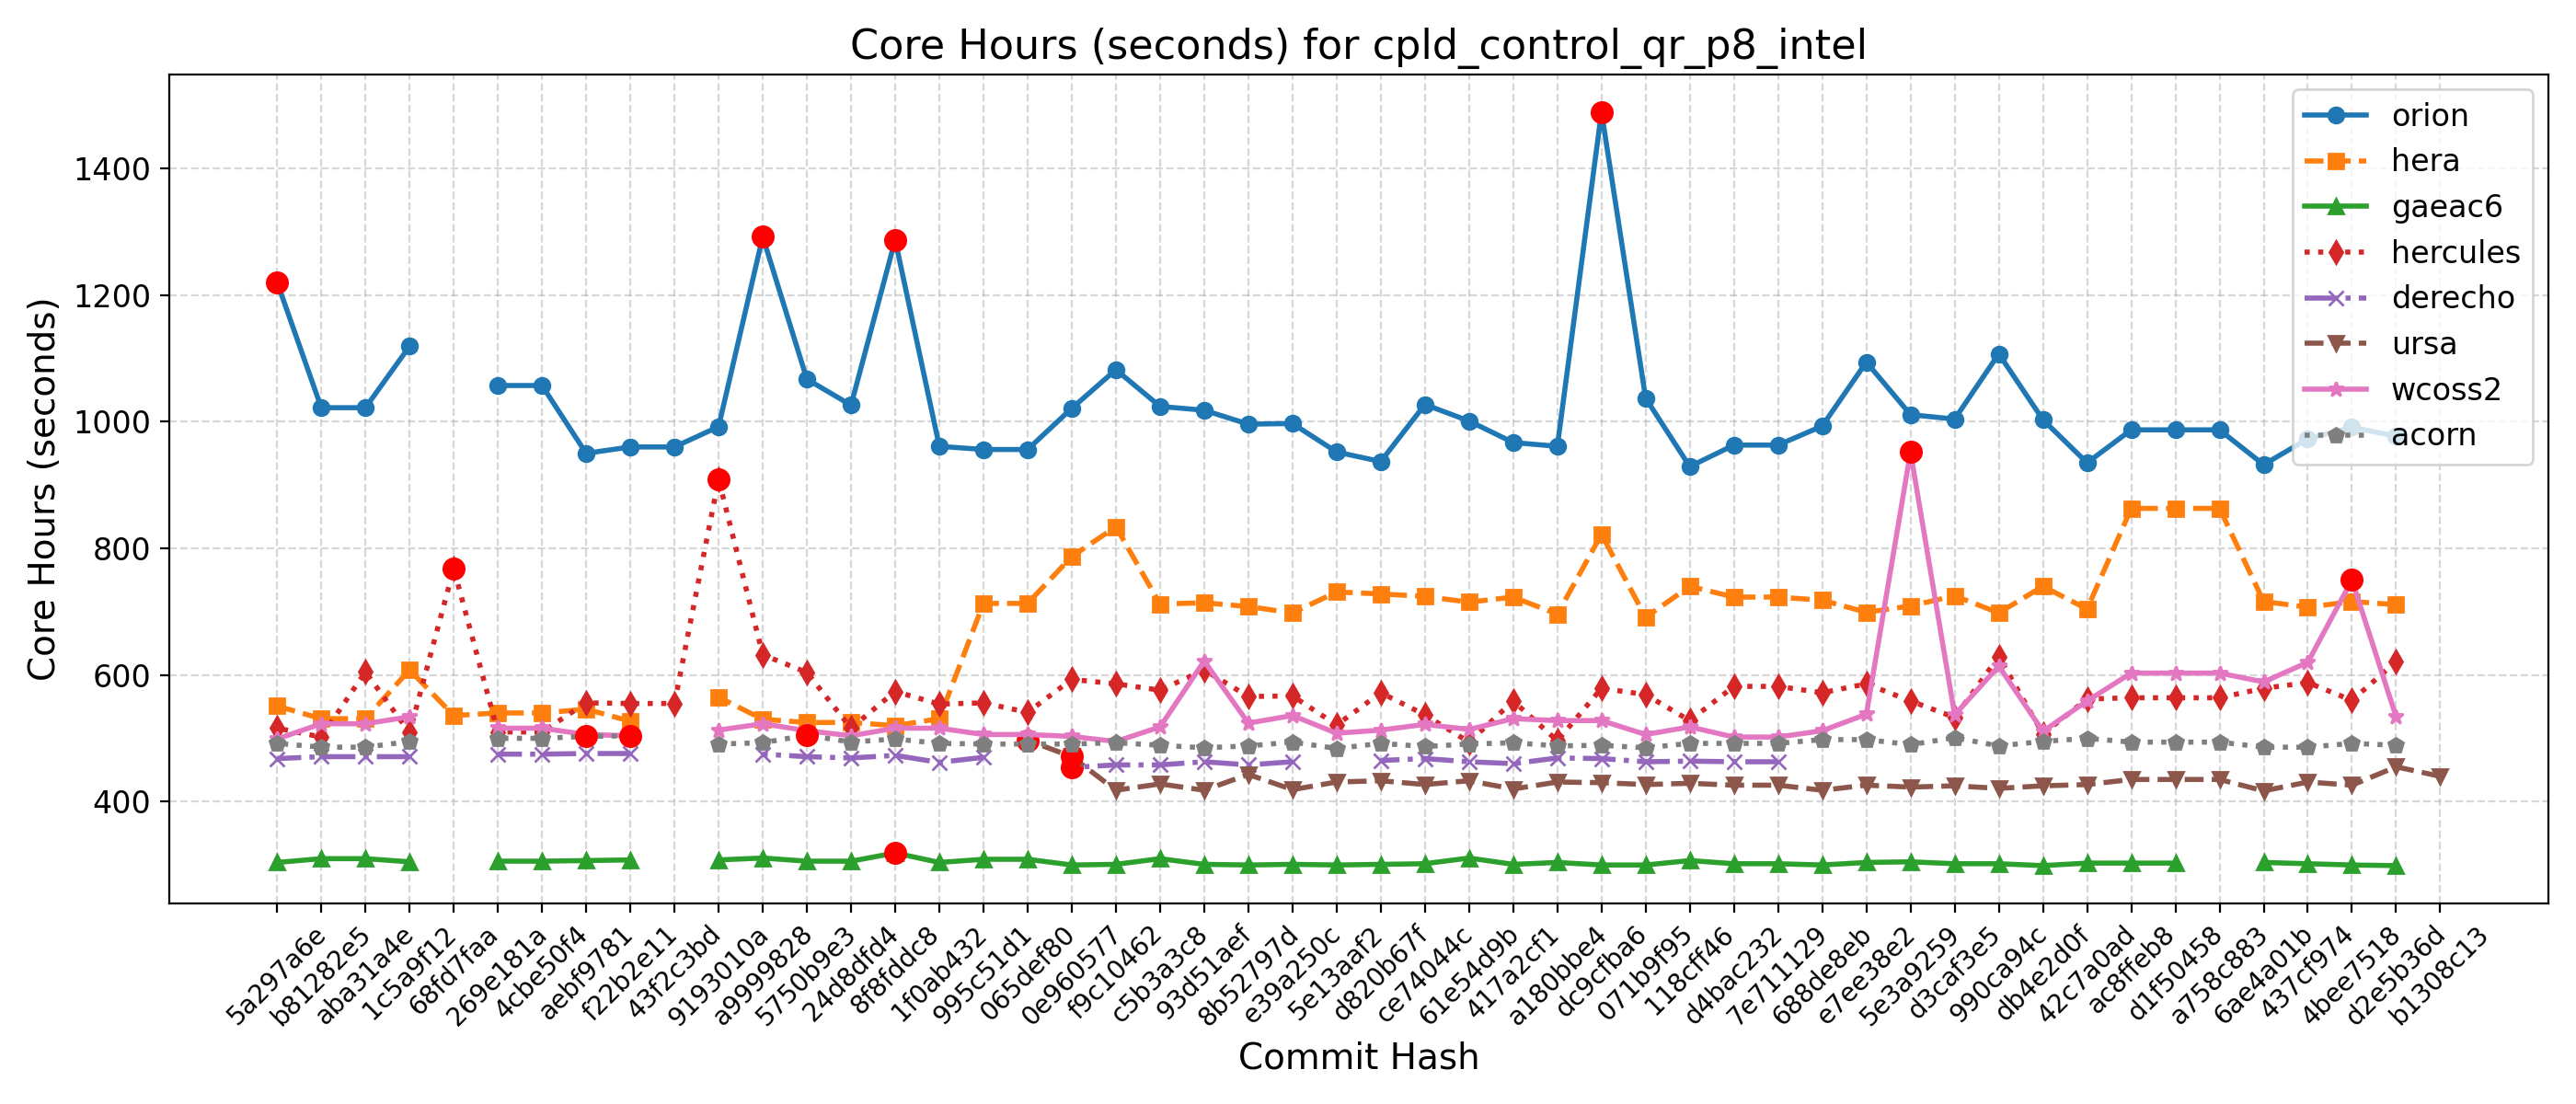 Core Hours (seconds) for cpld_control_qr_p8_intel
Core Hours (seconds)
1400
1200
1000
800
600
400
orion
hera
gaeac6
hercules
derecho
ursa
wcoss2
acorn
5a297a6e
b81282e5
aba31a4e
1c5a9f12
68fd7faa
269e181a
4cbe50f4
aebf9781
f22b2e11
43f2c3bd
9193010a
a9999828
5750b9e3
24d8dfd4
8f8fddc8
1f0ab432
995c51d1
065def80
0e960577
f9c10462
c5b3a3c8
93d51aef
8b52797d
e39a250c
5e13aaf2
d820b67f
ce74044c
61e54d9b
417a2cf1
a180bbe4
dc9cfba6
071b9f95
118cff46
d4bac232
7e711129
688de8eb
e7ee38e2
5e3a9259
d3caf3e5
990ca94c
db4e2d0f
42c7a0ad
ac8ffeb8
d1f50458
a758c883
6ae4a01b
437cf974
4bee7518
d2e5b36d
b1308c13
Commit Hash